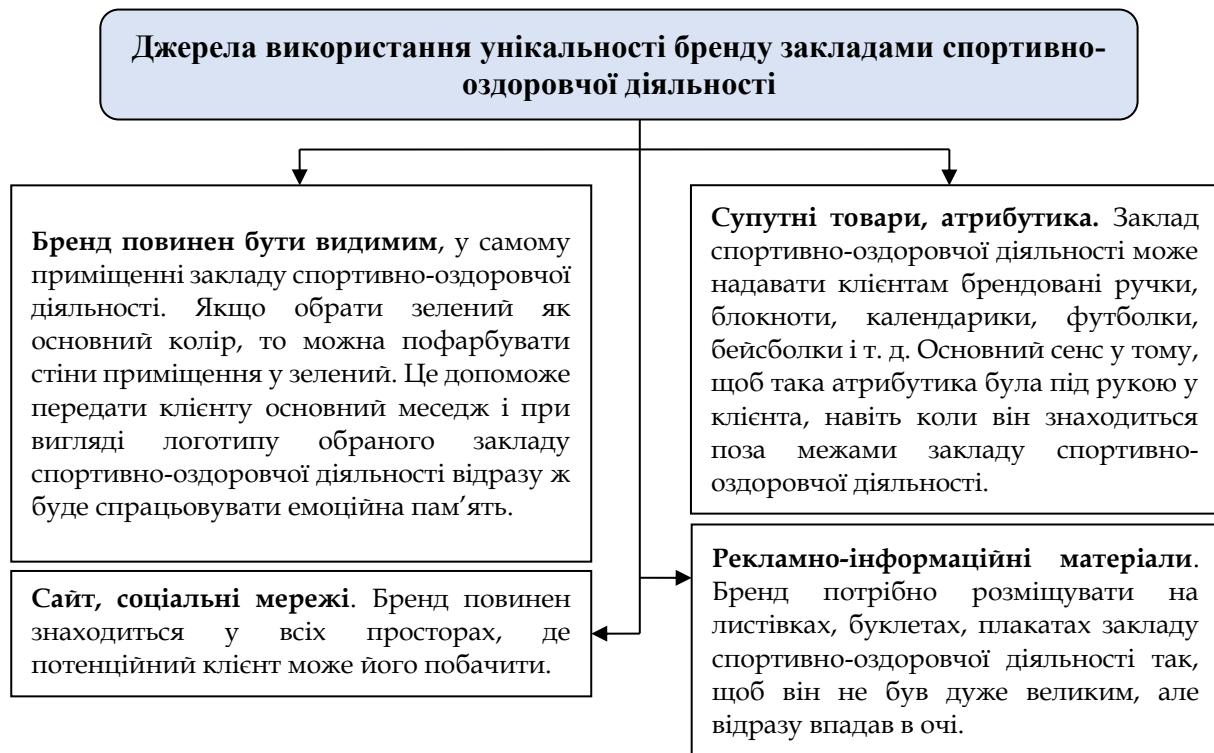 Джерела використання унікальності бренду закладами спортивно-
оздоровчої діяльності
Бренд повинен бути видимим, у самому
приміщенні закладу спортивно-оздоровчої
діяльності. Якщо обрати зелений як
основний колір, то можна пофарбувати
стіни приміщення у зелений. Це допоможе
передати клієнту основний меседж і при
вигляді логотипу обраного закладу
спортивно-оздоровчої діяльності відразу ж
буде спрацьовувати емоційна пам’ять.
Супутні товари, атрибутика. Заклад
спортивно-оздоровчої діяльності може
надавати клієнтам брендовані ручки,
блокноти, календарики, футболки,
бейсболки і т. д. Основний сенс у тому,
щоб така атрибутика була під рукою у
клієнта, навіть коли він знаходиться
поза межами закладу спортивно-
оздоровчої діяльності.
Сайт, соціальні мережі. Бренд повинен
знаходиться у всіх просторах, де
потенційний клієнт може його побачити.
Рекламно-інформаційні матеріали.
Бренд потрібно розміщувати на
листівках, буклетах, плакатах закладу
спортивно-оздоровчої діяльності так,
щоб він не був дуже великим, але
відразу впадав в очі.